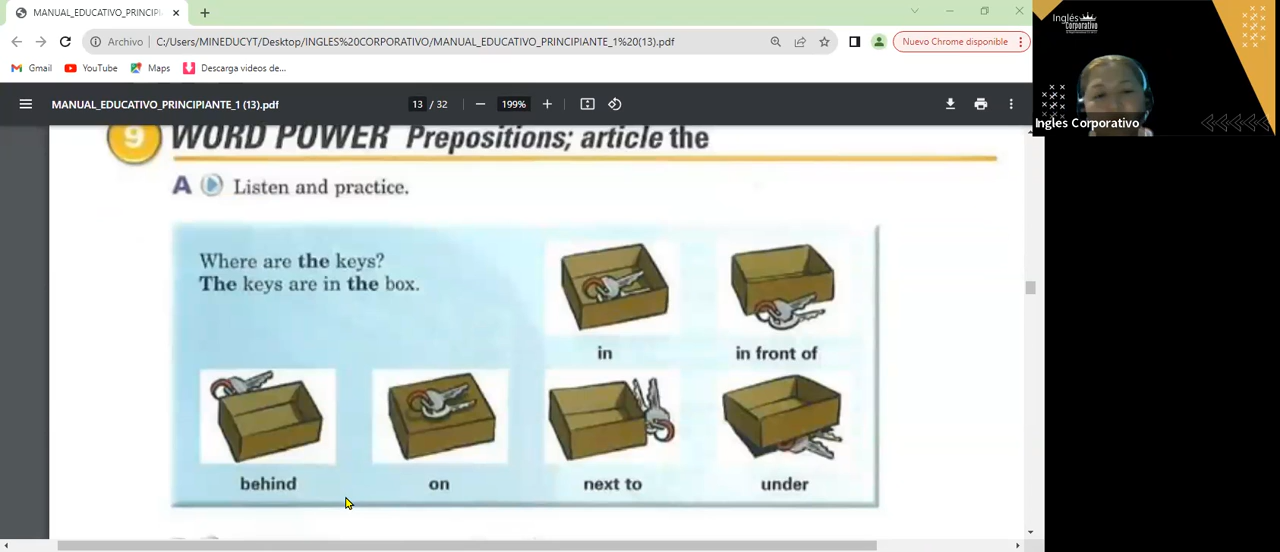 MANUAL_EDUCATIVO_PRINCIPI
Archivo
C:/Users/MINEDUCYT/Desktop/INGLES%20CORPORATIVO/MANUAL_EDUCATIVO_PRINCIPIANTE_1%20(13).pdf
Nuevo Chrome disponible
Gmail
YouTube
Maps
Descarga videos de...
MANUAL_EDUCATIVO_PRINCIPIANTE_1 (13).pdf
13 / 32
199%
Inglés
Corporativo
Ingles Corporativo
9 WORD POWER Prepositions; article the
A Listen and practice.
Where are the keys?
The keys are in the box.
in
in front of
behind
on
next to
under